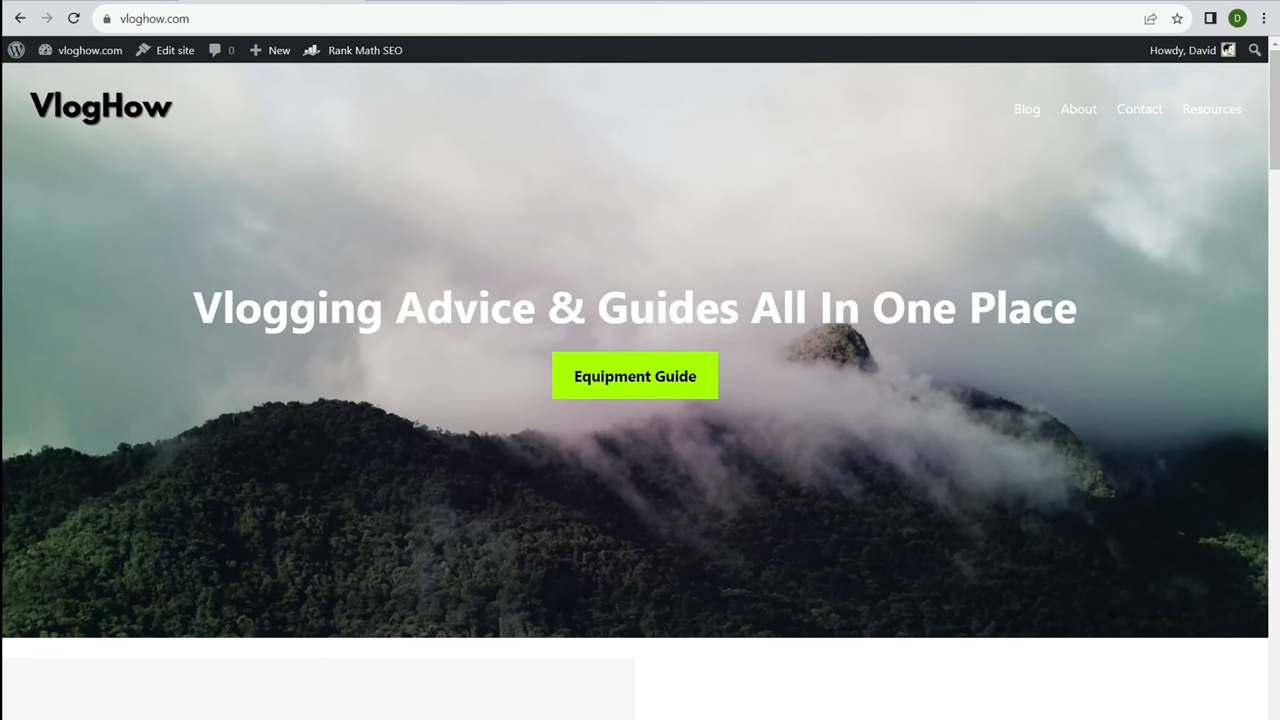 vloghow.com
vloghow.com Edit site 0 New Rank Math SEO Howdy, David
VlogHow
Blog About Contact Resources
Vlogging Advice & Guides All In One Place
Equipment Guide
D